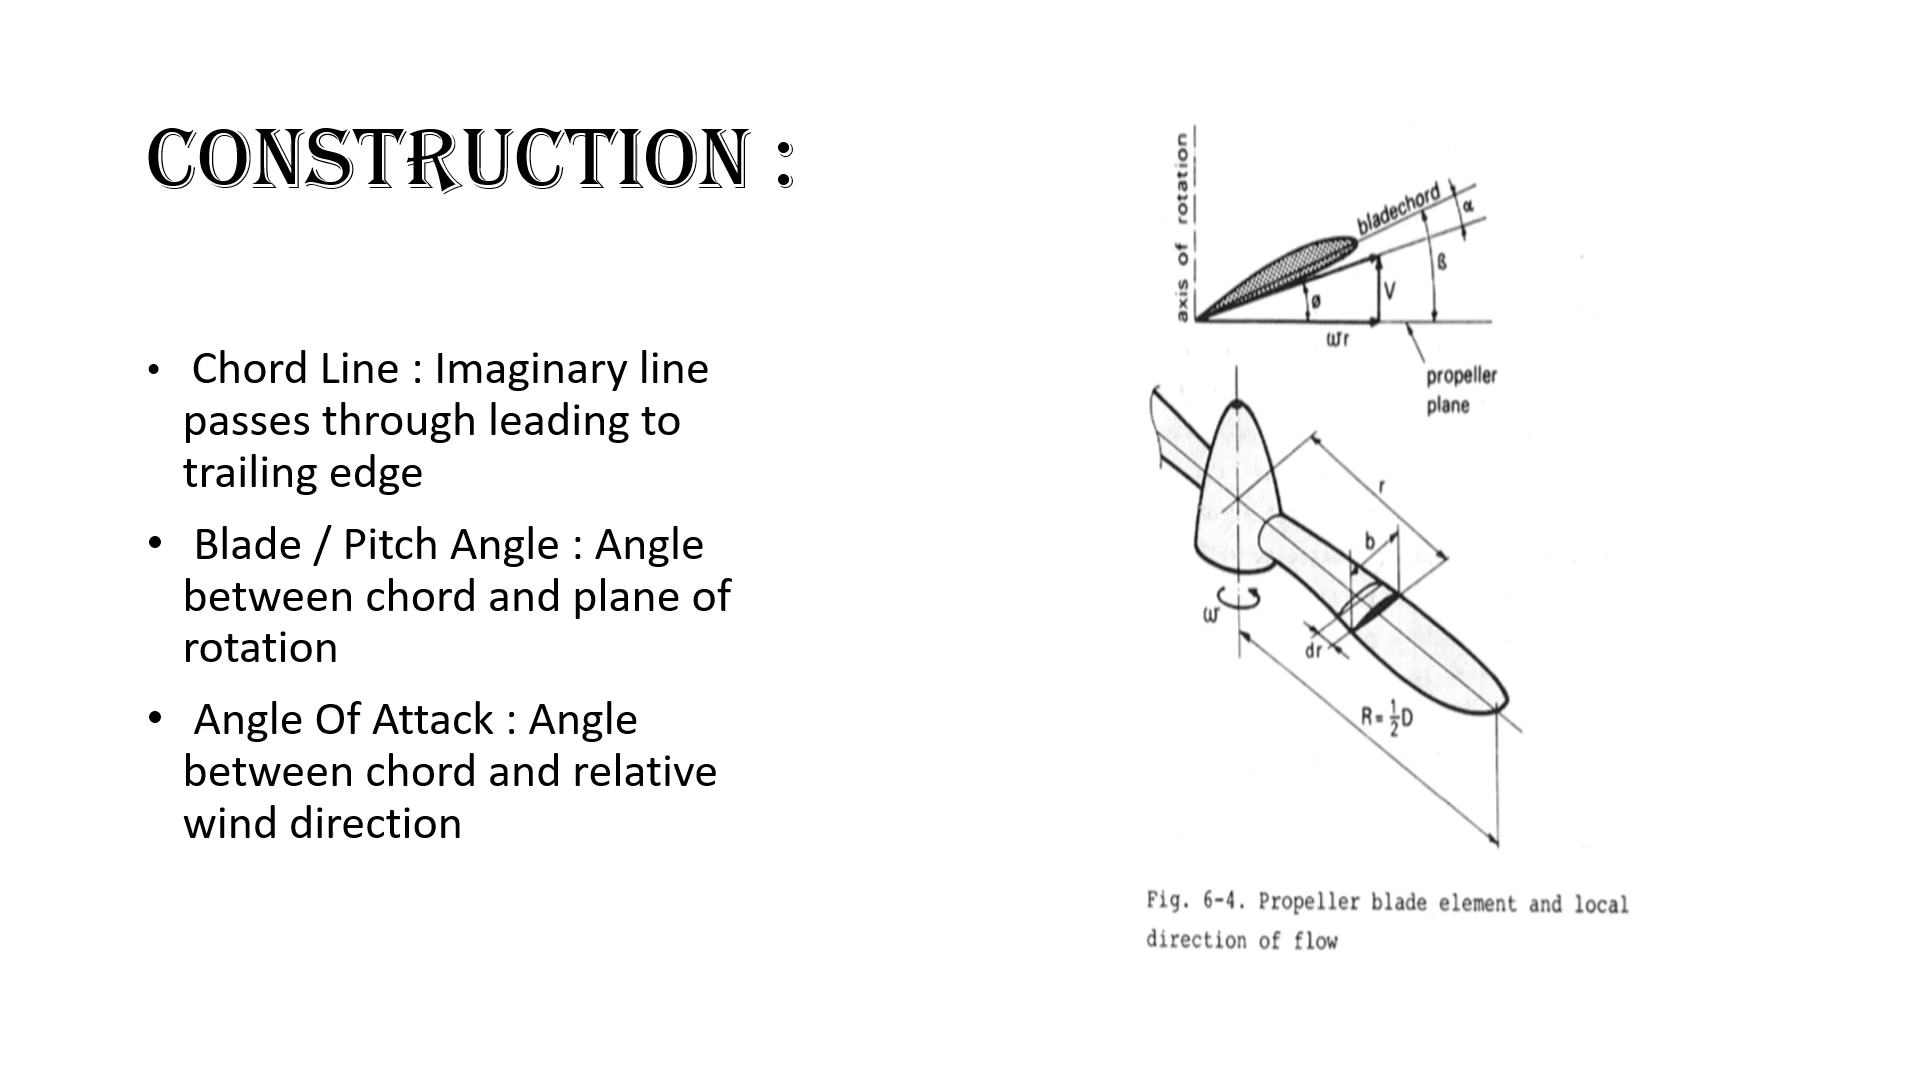 CONSTRUCTION :
• Chord Line : Imaginary line
passes through leading to
trailing edge
• Blade / Pitch Angle : Angle
between chord and plane of
rotation
• Angle Of Attack : Angle
between chord and relative
wind direction
axis of rotation
bladechord
α
β
ø
V
ωr
propeller
plane
r
b
ω
dr
R=½D
Fig. 6-4. Propeller blade element and local
direction of flow